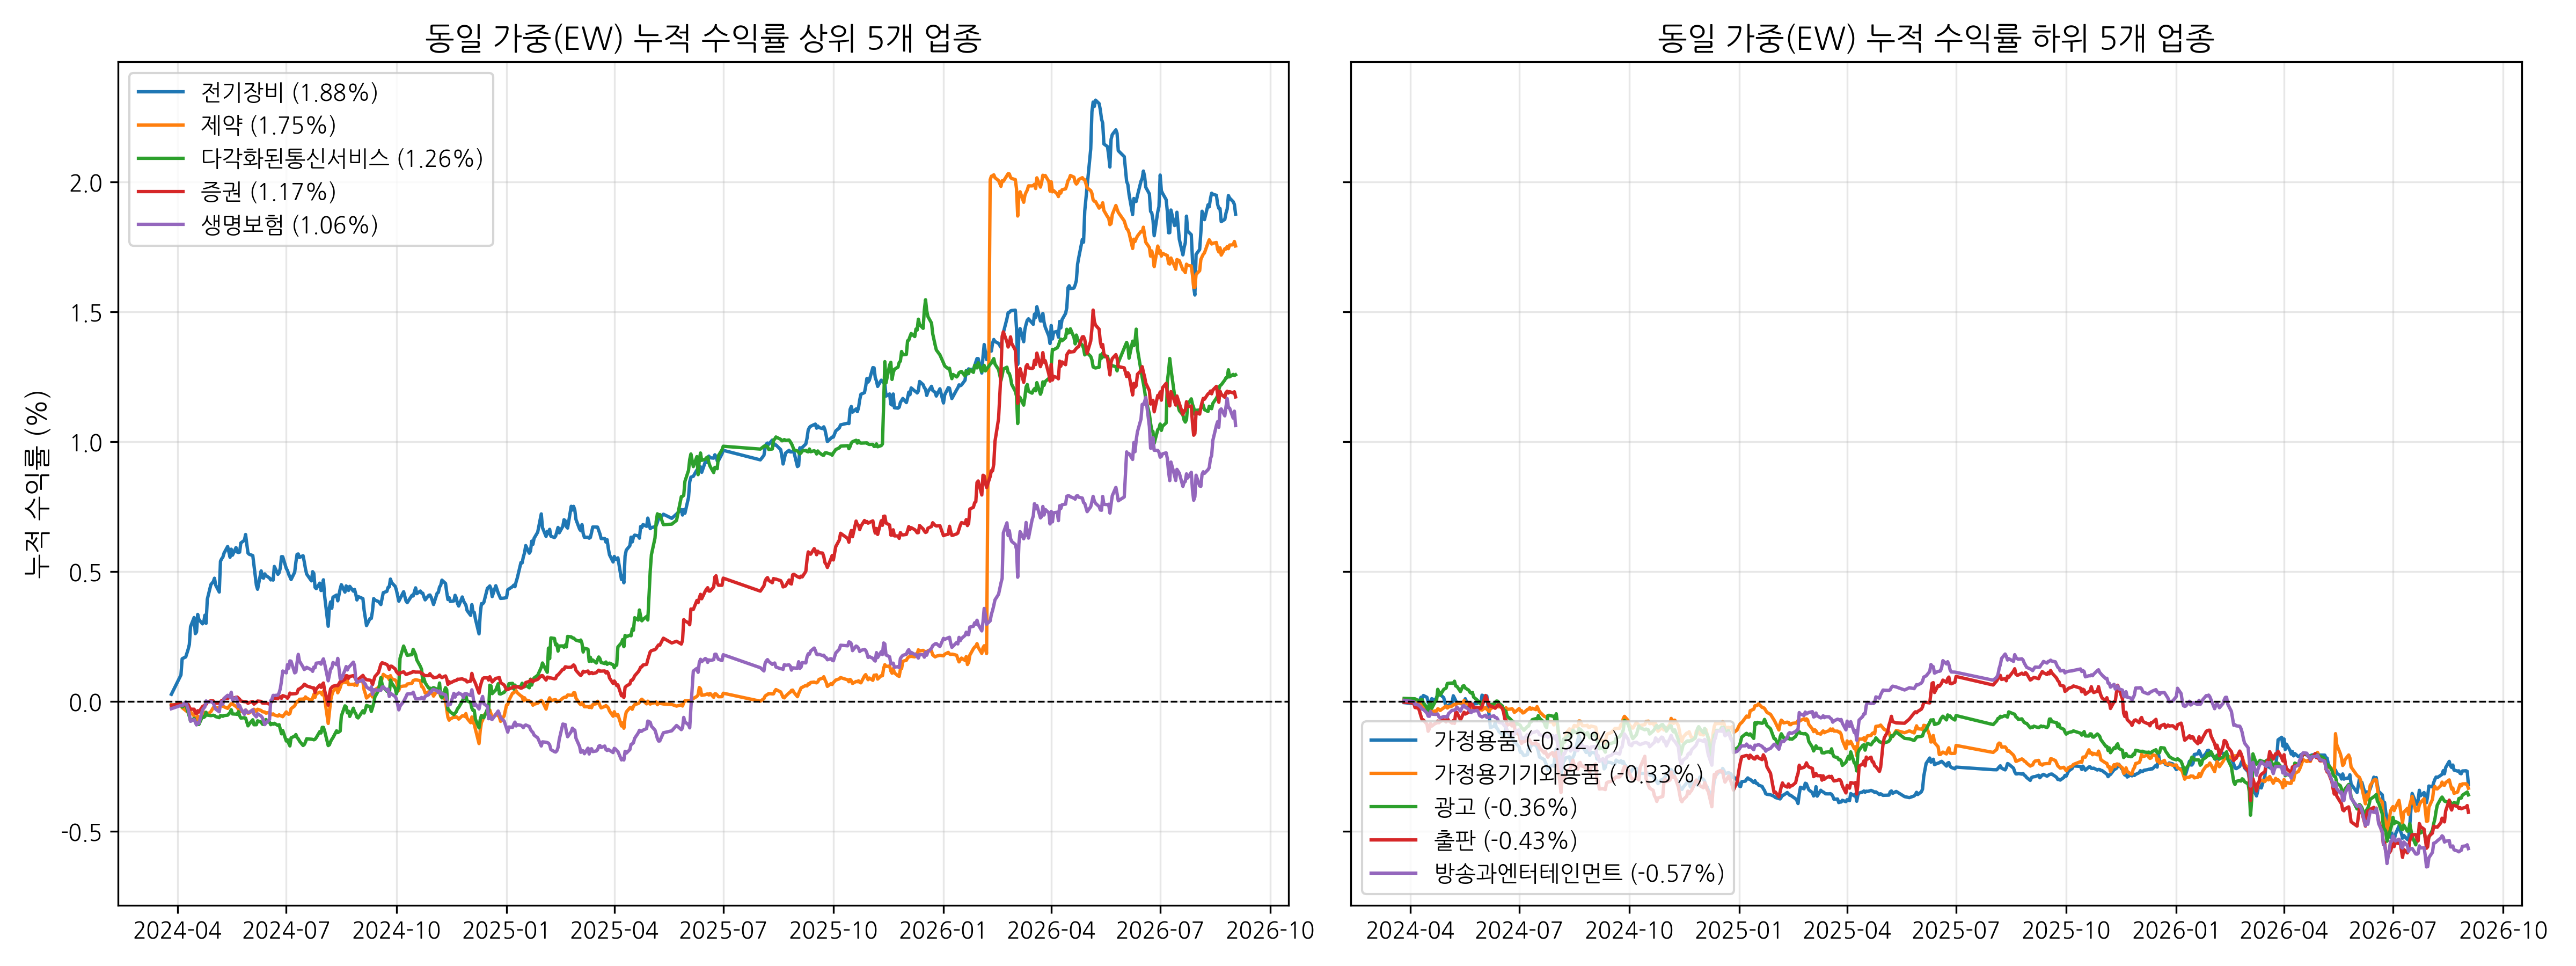 동일 가중(EW) 누적 수익률 상위 5개 업종
전기장비 (1.88%)
제약 (1.75%)
다각화된통신서비스 (1.26%)
증권 (1.17%)
생명보험 (1.06%)
누적 수익률 (%)
2.0
1.5
1.0
0.5
0.0
-0.5
2024-04 2024-07 2024-10 2025-01 2025-04 2025-07 2025-10 2026-01 2026-04 2026-07 2026-10
동일 가중(EW) 누적 수익률 하위 5개 업종
가정용품 (-0.32%)
가정용기기와용품 (-0.33%)
광고 (-0.36%)
출판 (-0.43%)
방송과엔터테인먼트 (-0.57%)
2024-04 2024-07 2024-10 2025-01 2025-04 2025-07 2025-10 2026-01 2026-04 2026-07 2026-10